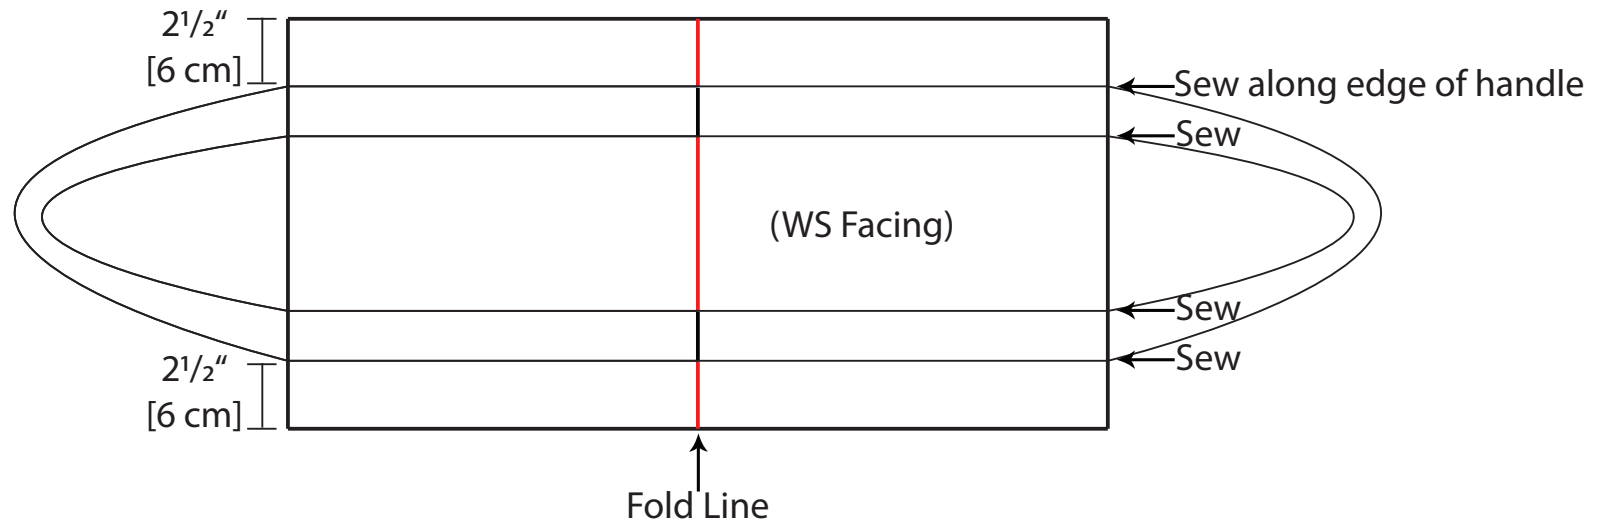 2¹/₂“
[6 cm]
Sew along edge of handle
Sew
(WS Facing)
Sew
Sew
2¹/₂“
[6 cm]
Fold Line